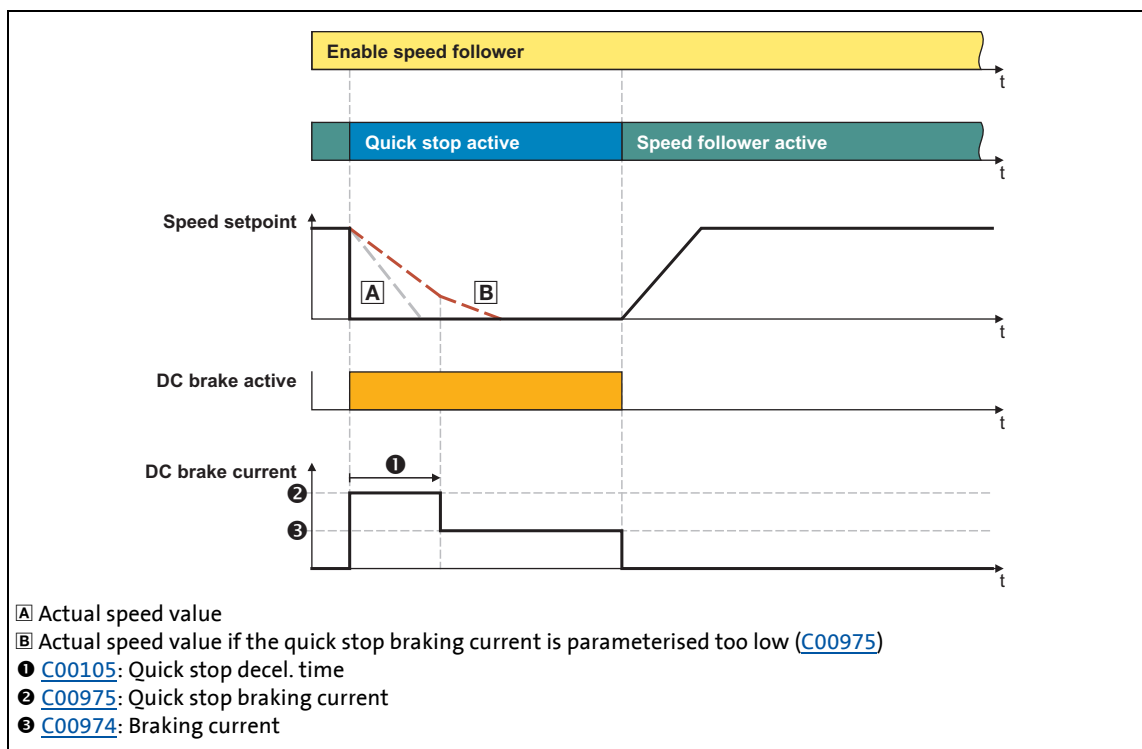 Enable speed follower
t
Quick stop active Speed follower active
t
Speed setpoint
A B
t
DC brake active
t
DC brake current
❶
❷
❸
t
A Actual speed value
B Actual speed value if the quick stop braking current is parameterised too low (C00975)
❶ C00105: Quick stop decel. time
❷ C00975: Quick stop braking current
❸ C00974: Braking current